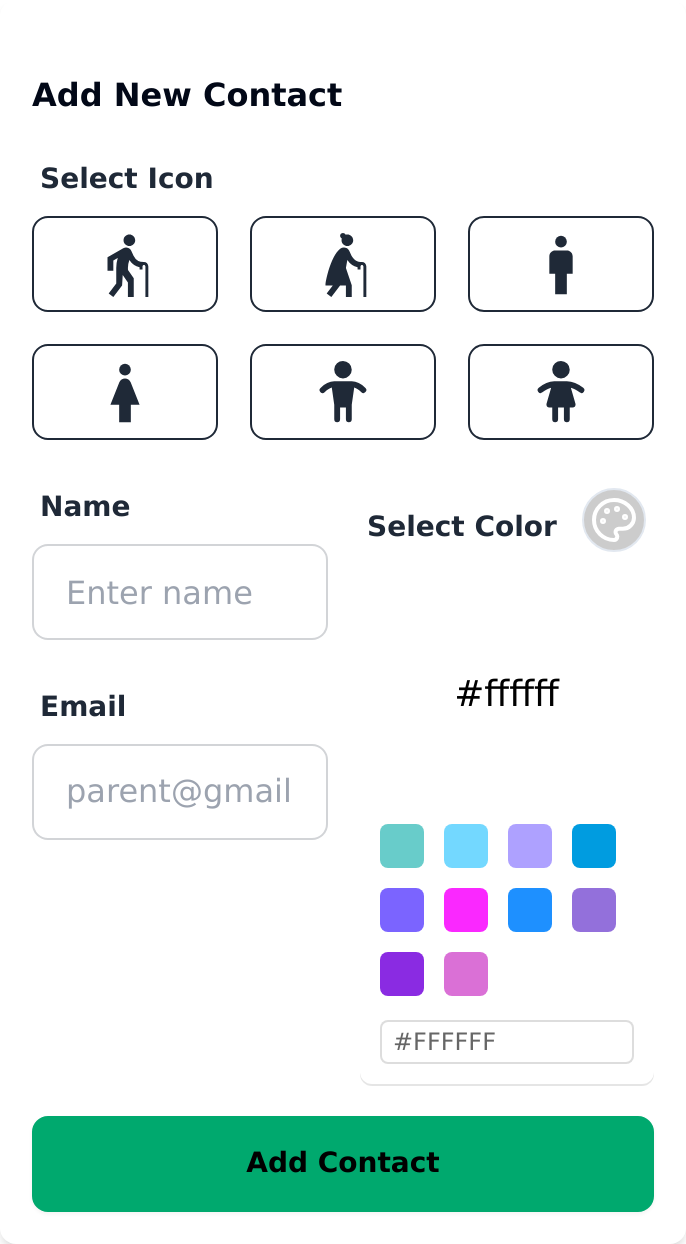 Add New Contact
Select Icon
Name
Select Color
Enter name
#ffffff
Email
parent@gmail
#FFFFFF
Add Contact